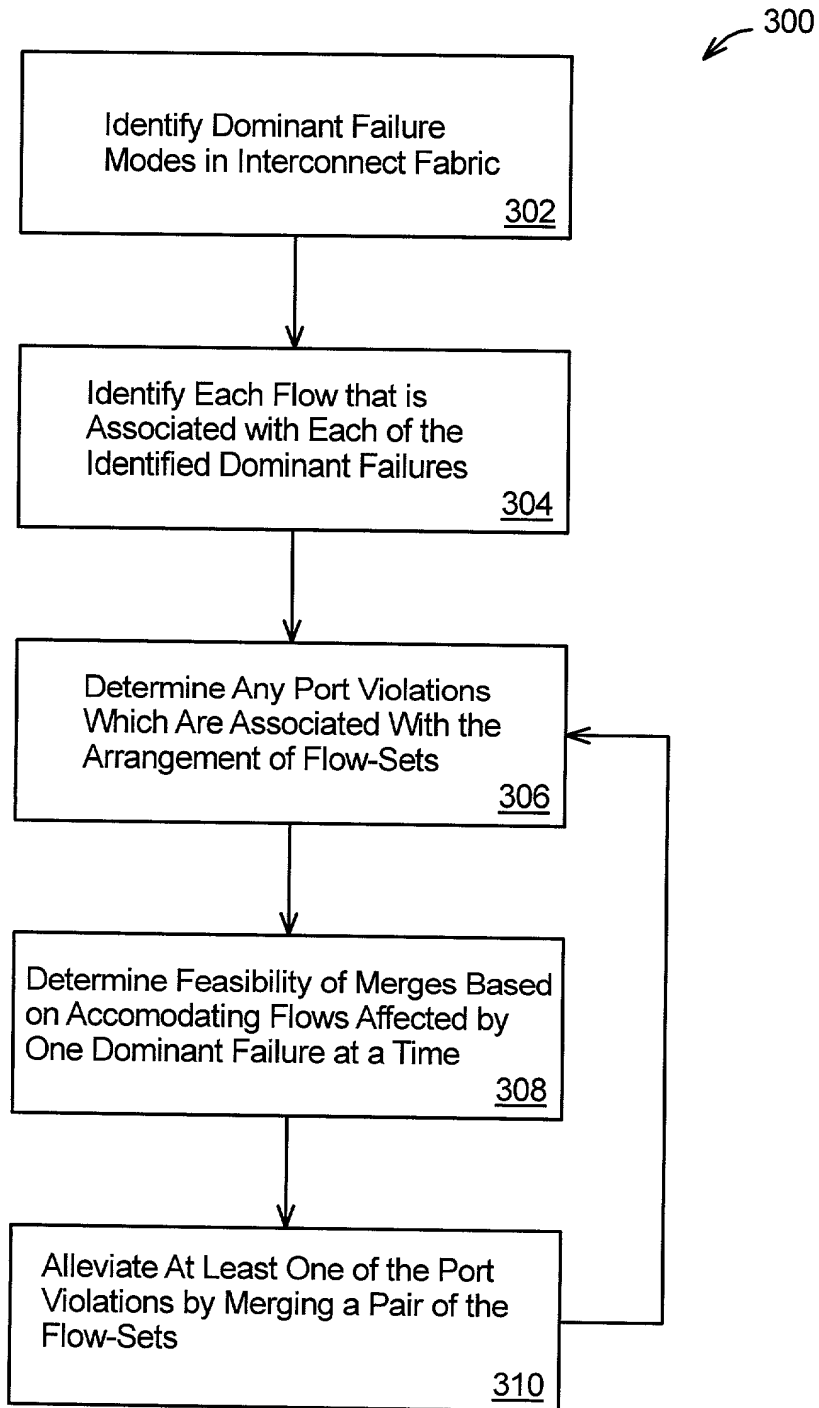 300
Identify Dominant Failure
Modes in Interconnect Fabric
302
Identify Each Flow that is
Associated with Each of the
Identified Dominant Failures
304
Determine Any Port Violations
Which Are Associated With the
Arrangement of Flow-Sets
306
Determine Feasibility of Merges Based
on Accomodating Flows Affected by
One Dominant Failure at a Time
308
Alleviate At Least One of the Port
Violations by Merging a Pair of the
Flow-Sets
310